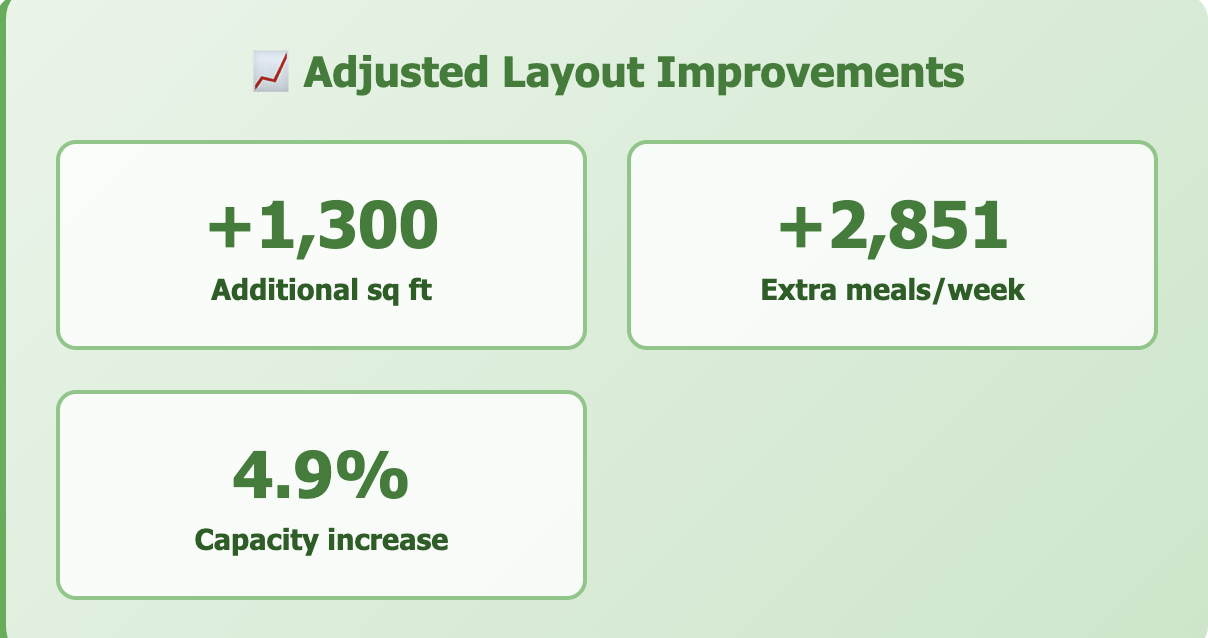 📈 Adjusted Layout Improvements
+1,300
Additional sq ft
+2,851
Extra meals/week
4.9%
Capacity increase